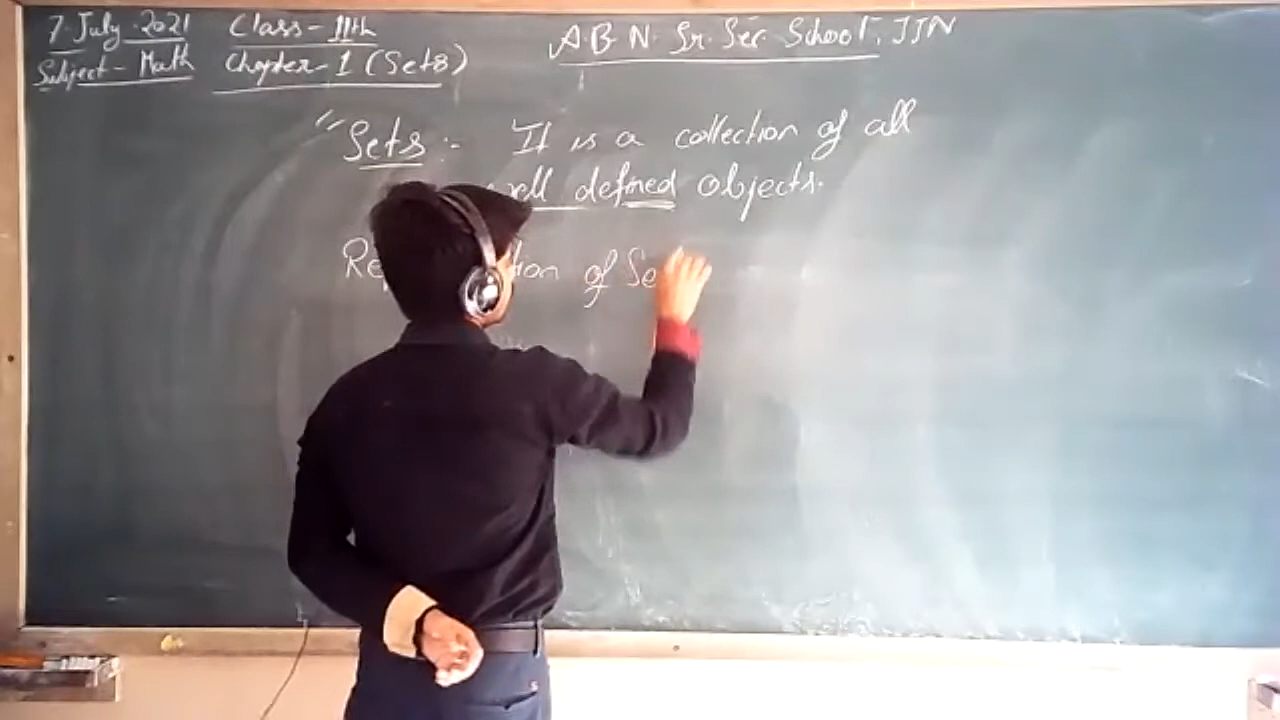 7 July 2021 Class - 11th A.B.N. Sr. Sec School, JJN
Subject - Math Chapter - 1 (Sets)
"Sets :- It is a collection of all
well defined objects.
of Se